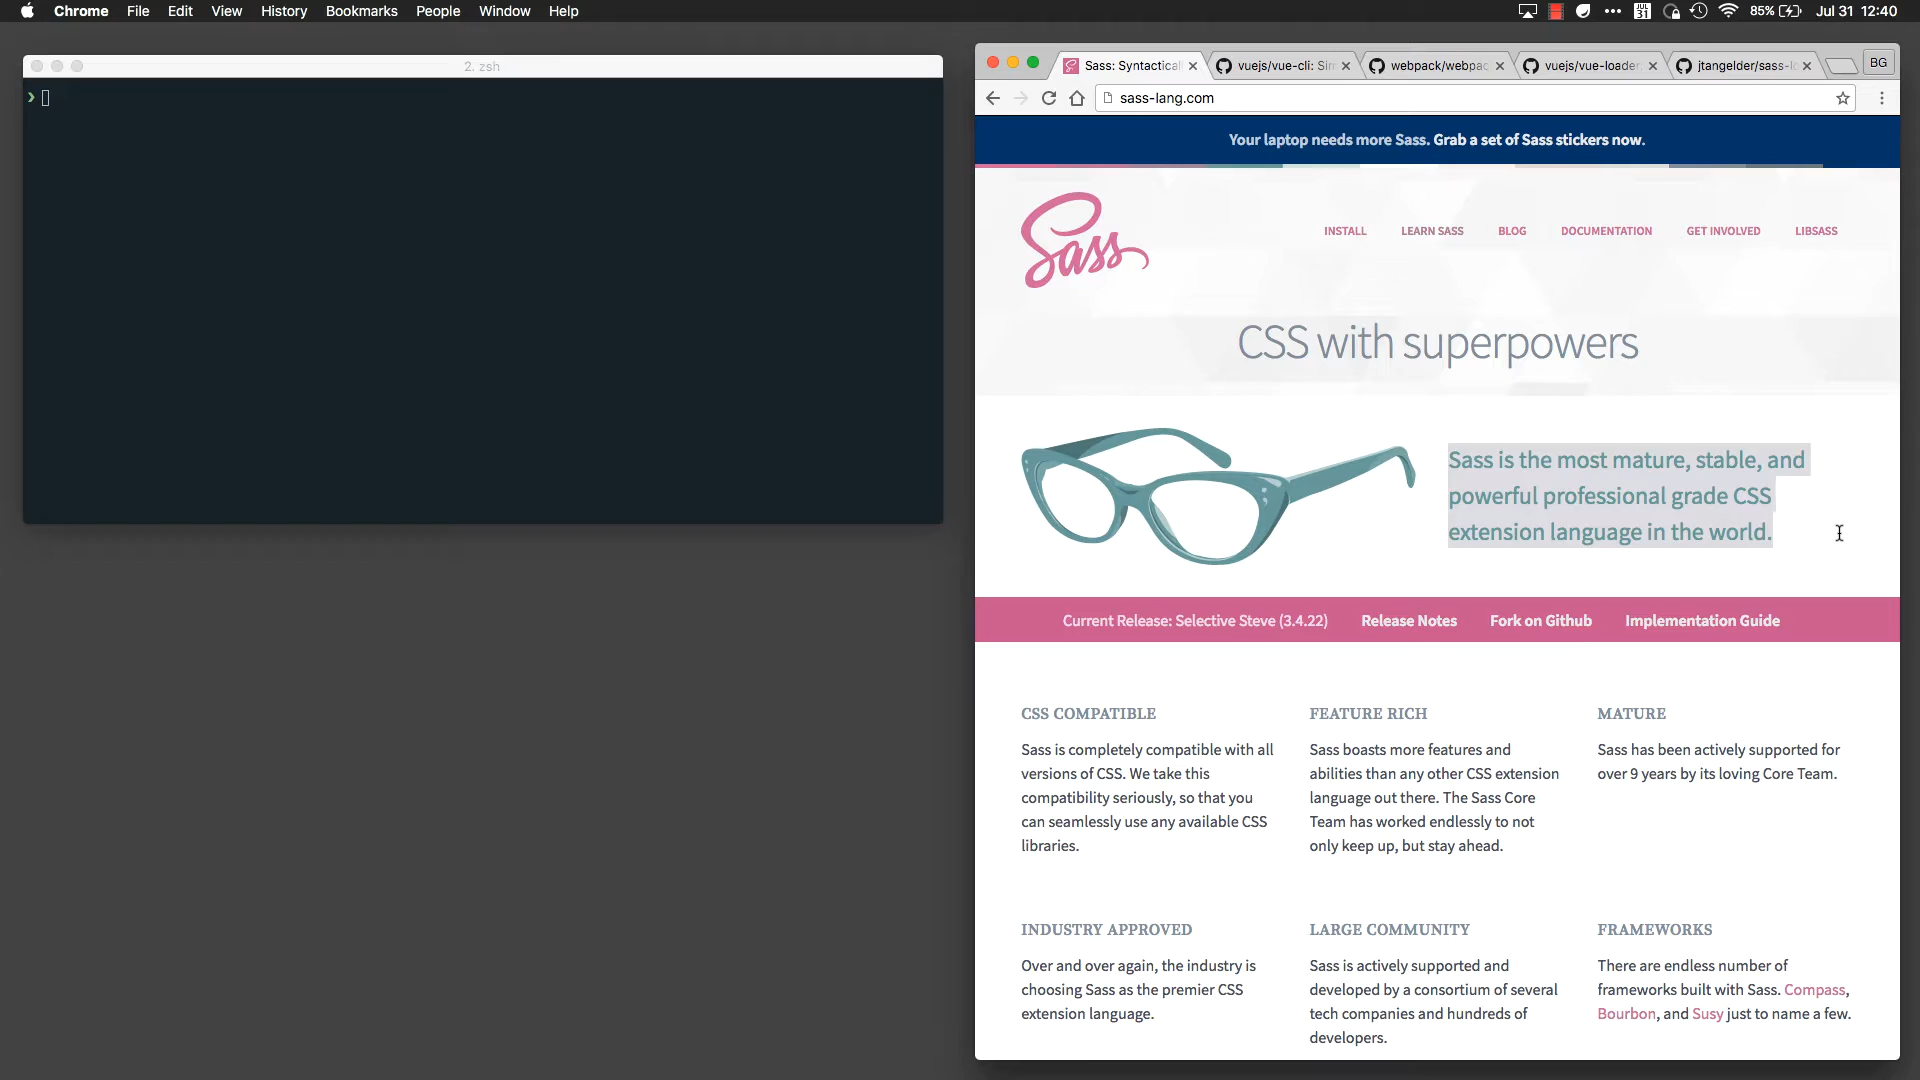 Chrome File Edit View History Bookmarks People Window Help
JUL 31 85% Jul 31 12:40
2. zsh
❯
Sass: Syntactical
vuejs/vue-cli: Sim
webpack/webpac
vuejs/vue-loader
jtangelder/sass-lo
BG
sass-lang.com
Your laptop needs more Sass. Grab a set of Sass stickers now.
Sass
INSTALL LEARN SASS BLOG DOCUMENTATION GET INVOLVED LIBSASS
CSS with superpowers
Sass is the most mature, stable, and
powerful professional grade CSS
extension language in the world.
Current Release: Selective Steve (3.4.22) Release Notes Fork on Github Implementation Guide
CSS COMPATIBLE
Sass is completely compatible with all
versions of CSS. We take this
compatibility seriously, so that you
can seamlessly use any available CSS
libraries.
FEATURE RICH
Sass boasts more features and
abilities than any other CSS extension
language out there. The Sass Core
Team has worked endlessly to not
only keep up, but stay ahead.
MATURE
Sass has been actively supported for
over 9 years by its loving Core Team.
INDUSTRY APPROVED
Over and over again, the industry is
choosing Sass as the premier CSS
extension language.
LARGE COMMUNITY
Sass is actively supported and
developed by a consortium of several
tech companies and hundreds of
developers.
FRAMEWORKS
There are endless number of
frameworks built with Sass. Compass,
Bourbon, and Susy just to name a few.